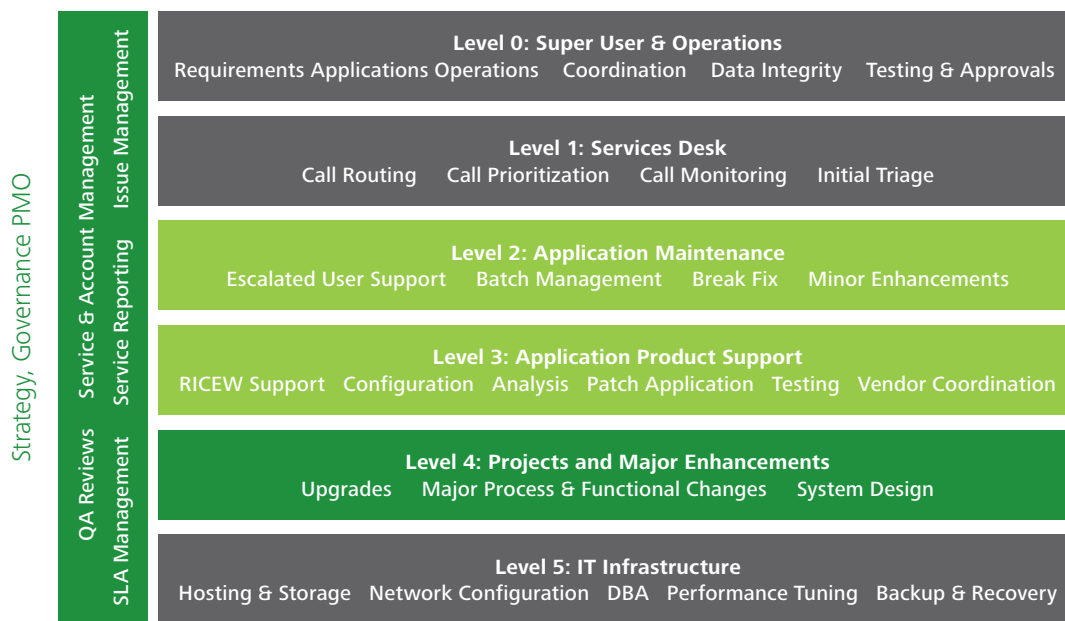 Strategy, Governance PMO
QA Reviews Service & Account Management
SLA Management Service Reporting Issue Management
Level 0: Super User & Operations
Requirements Applications Operations Coordination Data Integrity Testing & Approvals
Level 1: Services Desk
Call Routing Call Prioritization Call Monitoring Initial Triage
Level 2: Application Maintenance
Escalated User Support Batch Management Break Fix Minor Enhancements
Level 3: Application Product Support
RICEW Support Configuration Analysis Patch Application Testing Vendor Coordination
Level 4: Projects and Major Enhancements
Upgrades Major Process & Functional Changes System Design
Level 5: IT Infrastructure
Hosting & Storage Network Configuration DBA Performance Tuning Backup & Recovery